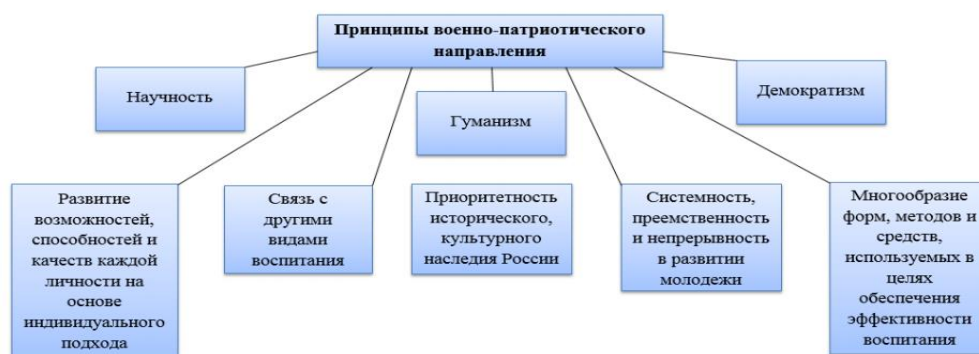 Принципы военно-патриотического
направления
Научность
Гуманизм
Демократизм
Развитие
возможностей,
способностей и
качеств каждой
личности на
основе
индивидуального
подхода
Связь с
другими
видами
воспитания
Приоритетность
исторического,
культурного
наследия России
Системность,
преемственность
и непрерывность
в развитии
молодежи
Многообразие
форм, методов и
средств,
используемых в
целях
обеспечения
эффективности
воспитания